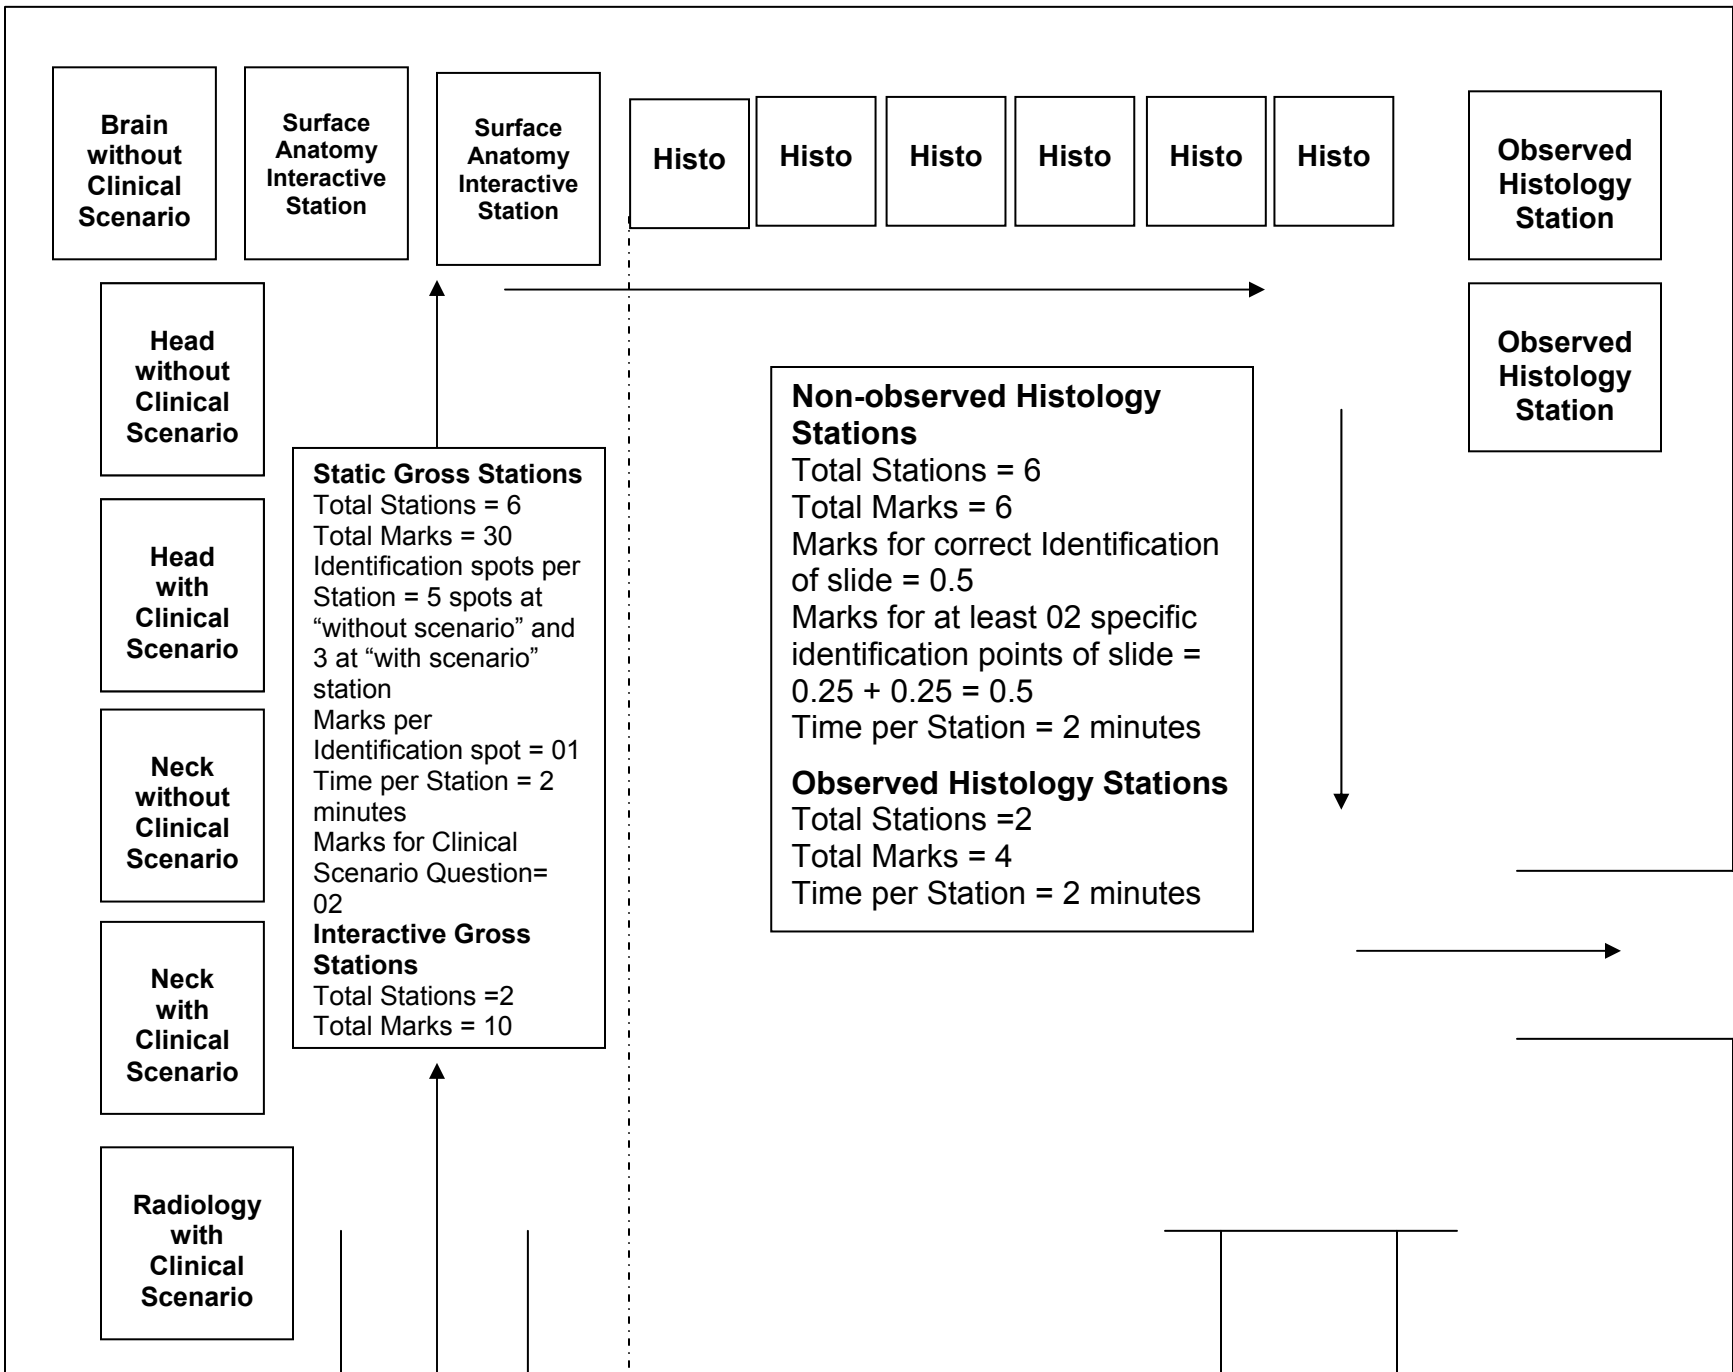 Brain
without
Clinical
Scenario
Surface
Anatomy
Interactive
Station
Surface
Anatomy
Interactive
Station
Histo
Histo
Histo
Histo
Histo
Histo
Observed
Histology
Station
Head
without
Clinical
Scenario
Observed
Histology
Station
Head
with
Clinical
Scenario
Neck
without
Clinical
Scenario
Neck
with
Clinical
Scenario
Radiology
with
Clinical
Scenario
Static Gross Stations
Total Stations = 6
Total Marks = 30
Identification spots per
Station = 5 spots at
“without scenario” and
3 at “with scenario”
station
Marks per
Identification spot = 01
Time per Station = 2
minutes
Marks for Clinical
Scenario Question=
02
Interactive Gross
Stations
Total Stations =2
Total Marks = 10
Non-observed Histology
Stations
Total Stations = 6
Total Marks = 6
Marks for correct Identification
of slide = 0.5
Marks for at least 02 specific
identification points of slide =
0.25 + 0.25 = 0.5
Time per Station = 2 minutes
Observed Histology Stations
Total Stations =2
Total Marks = 4
Time per Station = 2 minutes